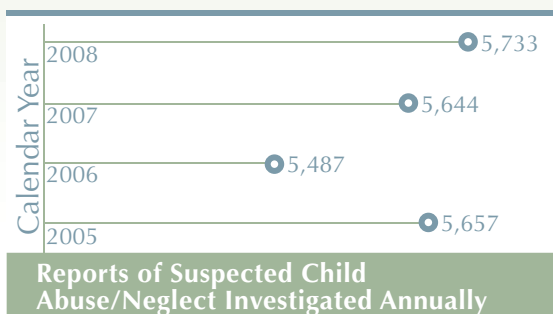 Calendar Year
2008
5,733
2007
5,644
2006
5,487
2005
5,657
Reports of Suspected Child
Abuse/Neglect Investigated Annually